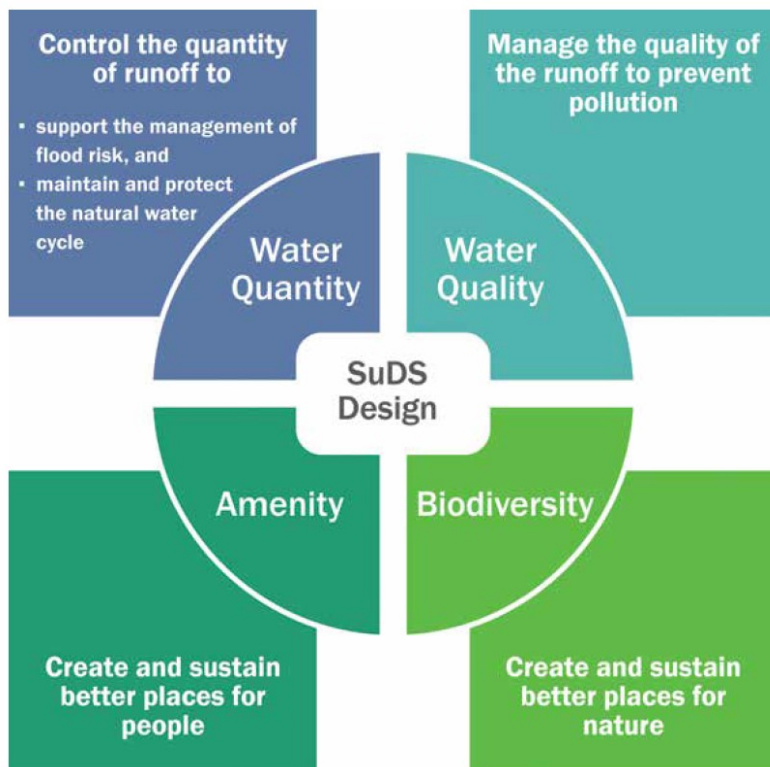 Control the quantity
of runoff to
▪ support the management of
flood risk, and
▪ maintain and protect
the natural water
cycle
Manage the quality of
the runoff to prevent
pollution
Water
Quantity
Water
Quality
SuDS
Design
Amenity
Biodiversity
Create and sustain
better places for
people
Create and sustain
better places for
nature